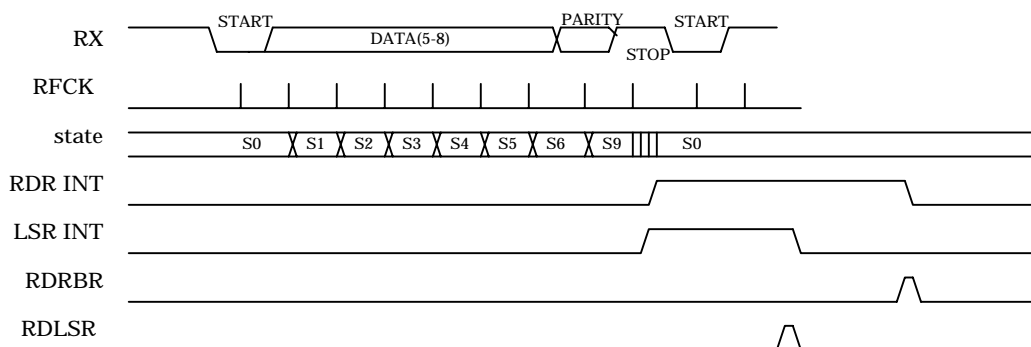 START PARITY START
RX DATA(5-8)
STOP
RFCK
state S0 S1 S2 S3 S4 S5 S6 S9 S0
RDR INT
LSR INT
RDRBR
RDLSR